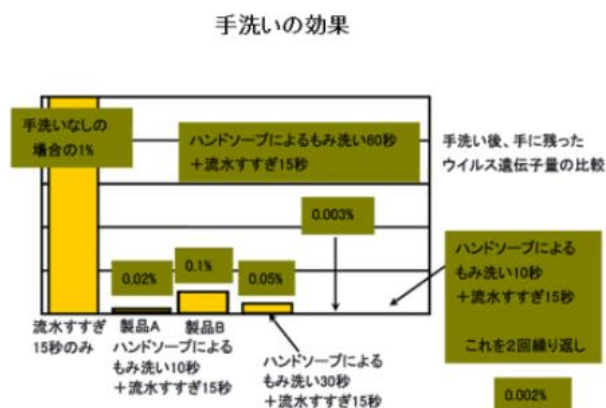 手洗いの効果
手洗いなしの
場合の1%
ハンドソープによるもみ洗い60秒
＋流水すすぎ15秒
手洗い後、手に残った
ウイルス遺伝子量の比較
0.003%
0.02%
0.1%
0.05%
ハンドソープによる
もみ洗い10秒
＋流水すすぎ15秒
これを２回繰り返し
0.002%
流水すすぎ
15秒のみ
製品A
製品B
ハンドソープによる
もみ洗い10秒
＋流水すすぎ15秒
ハンドソープによる
もみ洗い30秒
＋流水すすぎ15秒